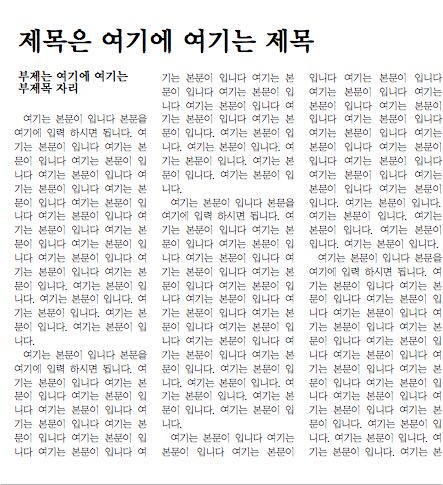 제목은 여기에 여기는 제목
부제는 여기에 여기는
부제목 자리
여기는 본문이 입니다 본문을
여기에 입력 하시면 됩니다. 여
기는 본문이 입니다 여기는 본
문이 입니다 여기는 본문이 입
니다 여기는 본문이 입니다 여
기는 본문이 입니다 여기는 본
문이 입니다 여기는 본문이 입
니다 여기는 본문이 입니다 여
기는 본문이 입니다 여기는 본
문이 입니다 여기는 본문이 입
니다 여기는 본문이 입니다 여
기는 본문이 입니다 여기는 본
문이 입니다. 여기는 본문이 입
니다. 여기는 본문이 입니다. 여
기는 본문이 입니다. 여기는 본
문이 입니다. 여기는 본문이 입
니다.
여기는 본문이 입니다 본문을
여기에 입력 하시면 됩니다. 여
기는 본문이 입니다 여기는 본
문이 입니다 여기는 본문이 입
니다 여기는 본문이 입니다 여
기는 본문이 입니다 여기는 본
문이 입니다 여기는 본문이 입
니다 여기는 본문이 입니다 여
기는 본문이 입니다 여기는 본
문이 입니다 여기는 본문이 입
니다 여기는 본문이 입니다 여
기는 본문이 입니다 여기는 본
문이 입니다. 여기는 본문이 입
니다. 여기는 본문이 입니다. 여
기는 본문이 입니다. 여기는 본
문이 입니다. 여기는 본문이 입
니다.
여기는 본문이 입니다 본문을
여기에 입력 하시면 됩니다. 여
기는 본문이 입니다 여기는 본
문이 입니다 여기는 본문이 입
니다 여기는 본문이 입니다 여
기는 본문이 입니다 여기는 본
문이 입니다 여기는 본문이 입
니다 여기는 본문이 입니다 여
기는 본문이 입니다 여기는 본
문이 입니다 여기는 본문이 입
니다 여기는 본문이 입니다 여
기는 본문이 입니다 여기는 본
문이 입니다. 여기는 본문이 입
니다. 여기는 본문이 입니다. 여
기는 본문이 입니다. 여기는 본
문이 입니다. 여기는 본문이 입
니다.
여기는 본문이 입니다 여기는
본문이 입니다 여기는 본문이
입니다 여기는 본문이 입니다
여기는 본문이 입니다 여기는
본문이 입니다 여기는 본문이
입니다 여기는 본문이 입니다
여기는 본문이 입니다 여기는
본문이 입니다 여기는 본문이
입니다 여기는 본문이 입니다
여기는 본문이 입니다 여기는
본문이 입니다 여기는 본문이
입니다. 여기는 본문이 입니다.
여기는 본문이 입니다. 여기는
본문이 입니다. 여기는 본문이
입니다. 여기는 본문이 입니다.
여기는 본문이 입니다 본문을
여기에 입력 하시면 됩니다. 여
기는 본문이 입니다 여기는 본
문이 입니다 여기는 본문이 입
니다 여기는 본문이 입니다 여
기는 본문이 입니다 여기는 본
문이 입니다 여기는 본문이 입
니다 여기는 본문이 입니다 여
기는 본문이 입니다 여기는 본
문이 입니다 여기는 본문이 입
니다 여기는 본문이 입니다 여
기는 본문이 입니다 여기는 본
문이 입니다. 여기는 본문이 입
니다. 여기는 본문이 입니다. 여
기는 본문이 입니다. 여기는 본